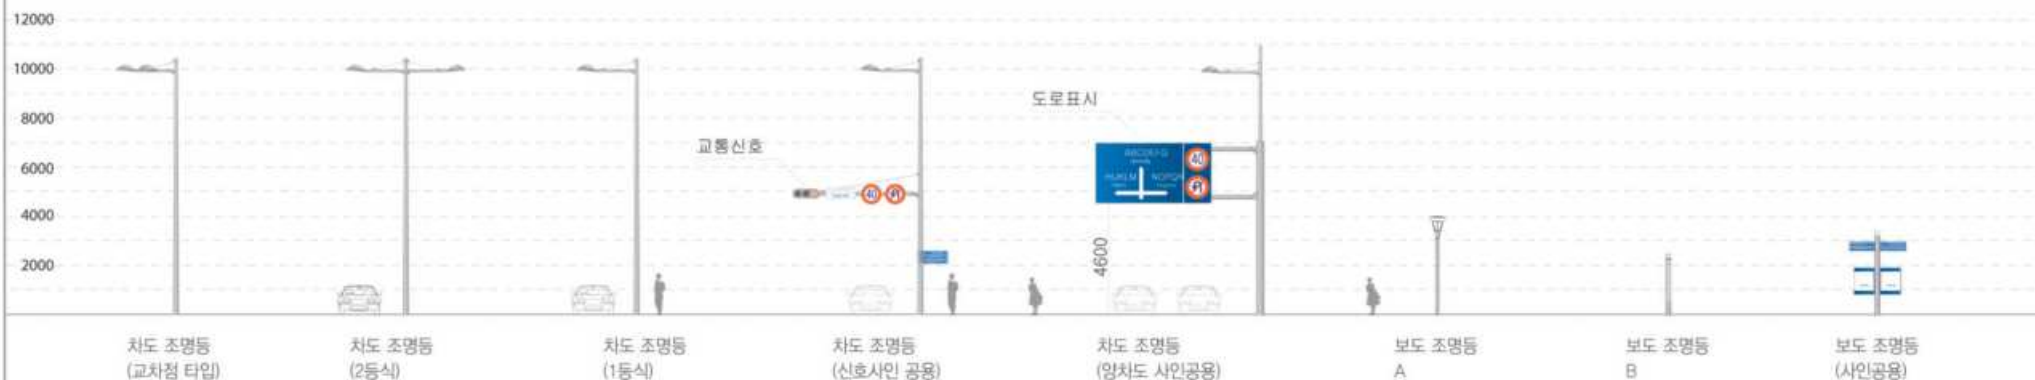 12000
10000
8000
6000
4000
2000
교통신호
도로표시
40
ABCDEFG
HIJKLM
NOPQR
40
4600
차도 조명등
(교차점 타입)
차도 조명등
(2등식)
차도 조명등
(1등식)
차도 조명등
(신호사인 공용)
차도 조명등
(양차도 사인공용)
보도 조명등
A
보도 조명등
B
보도 조명등
(사인공용)